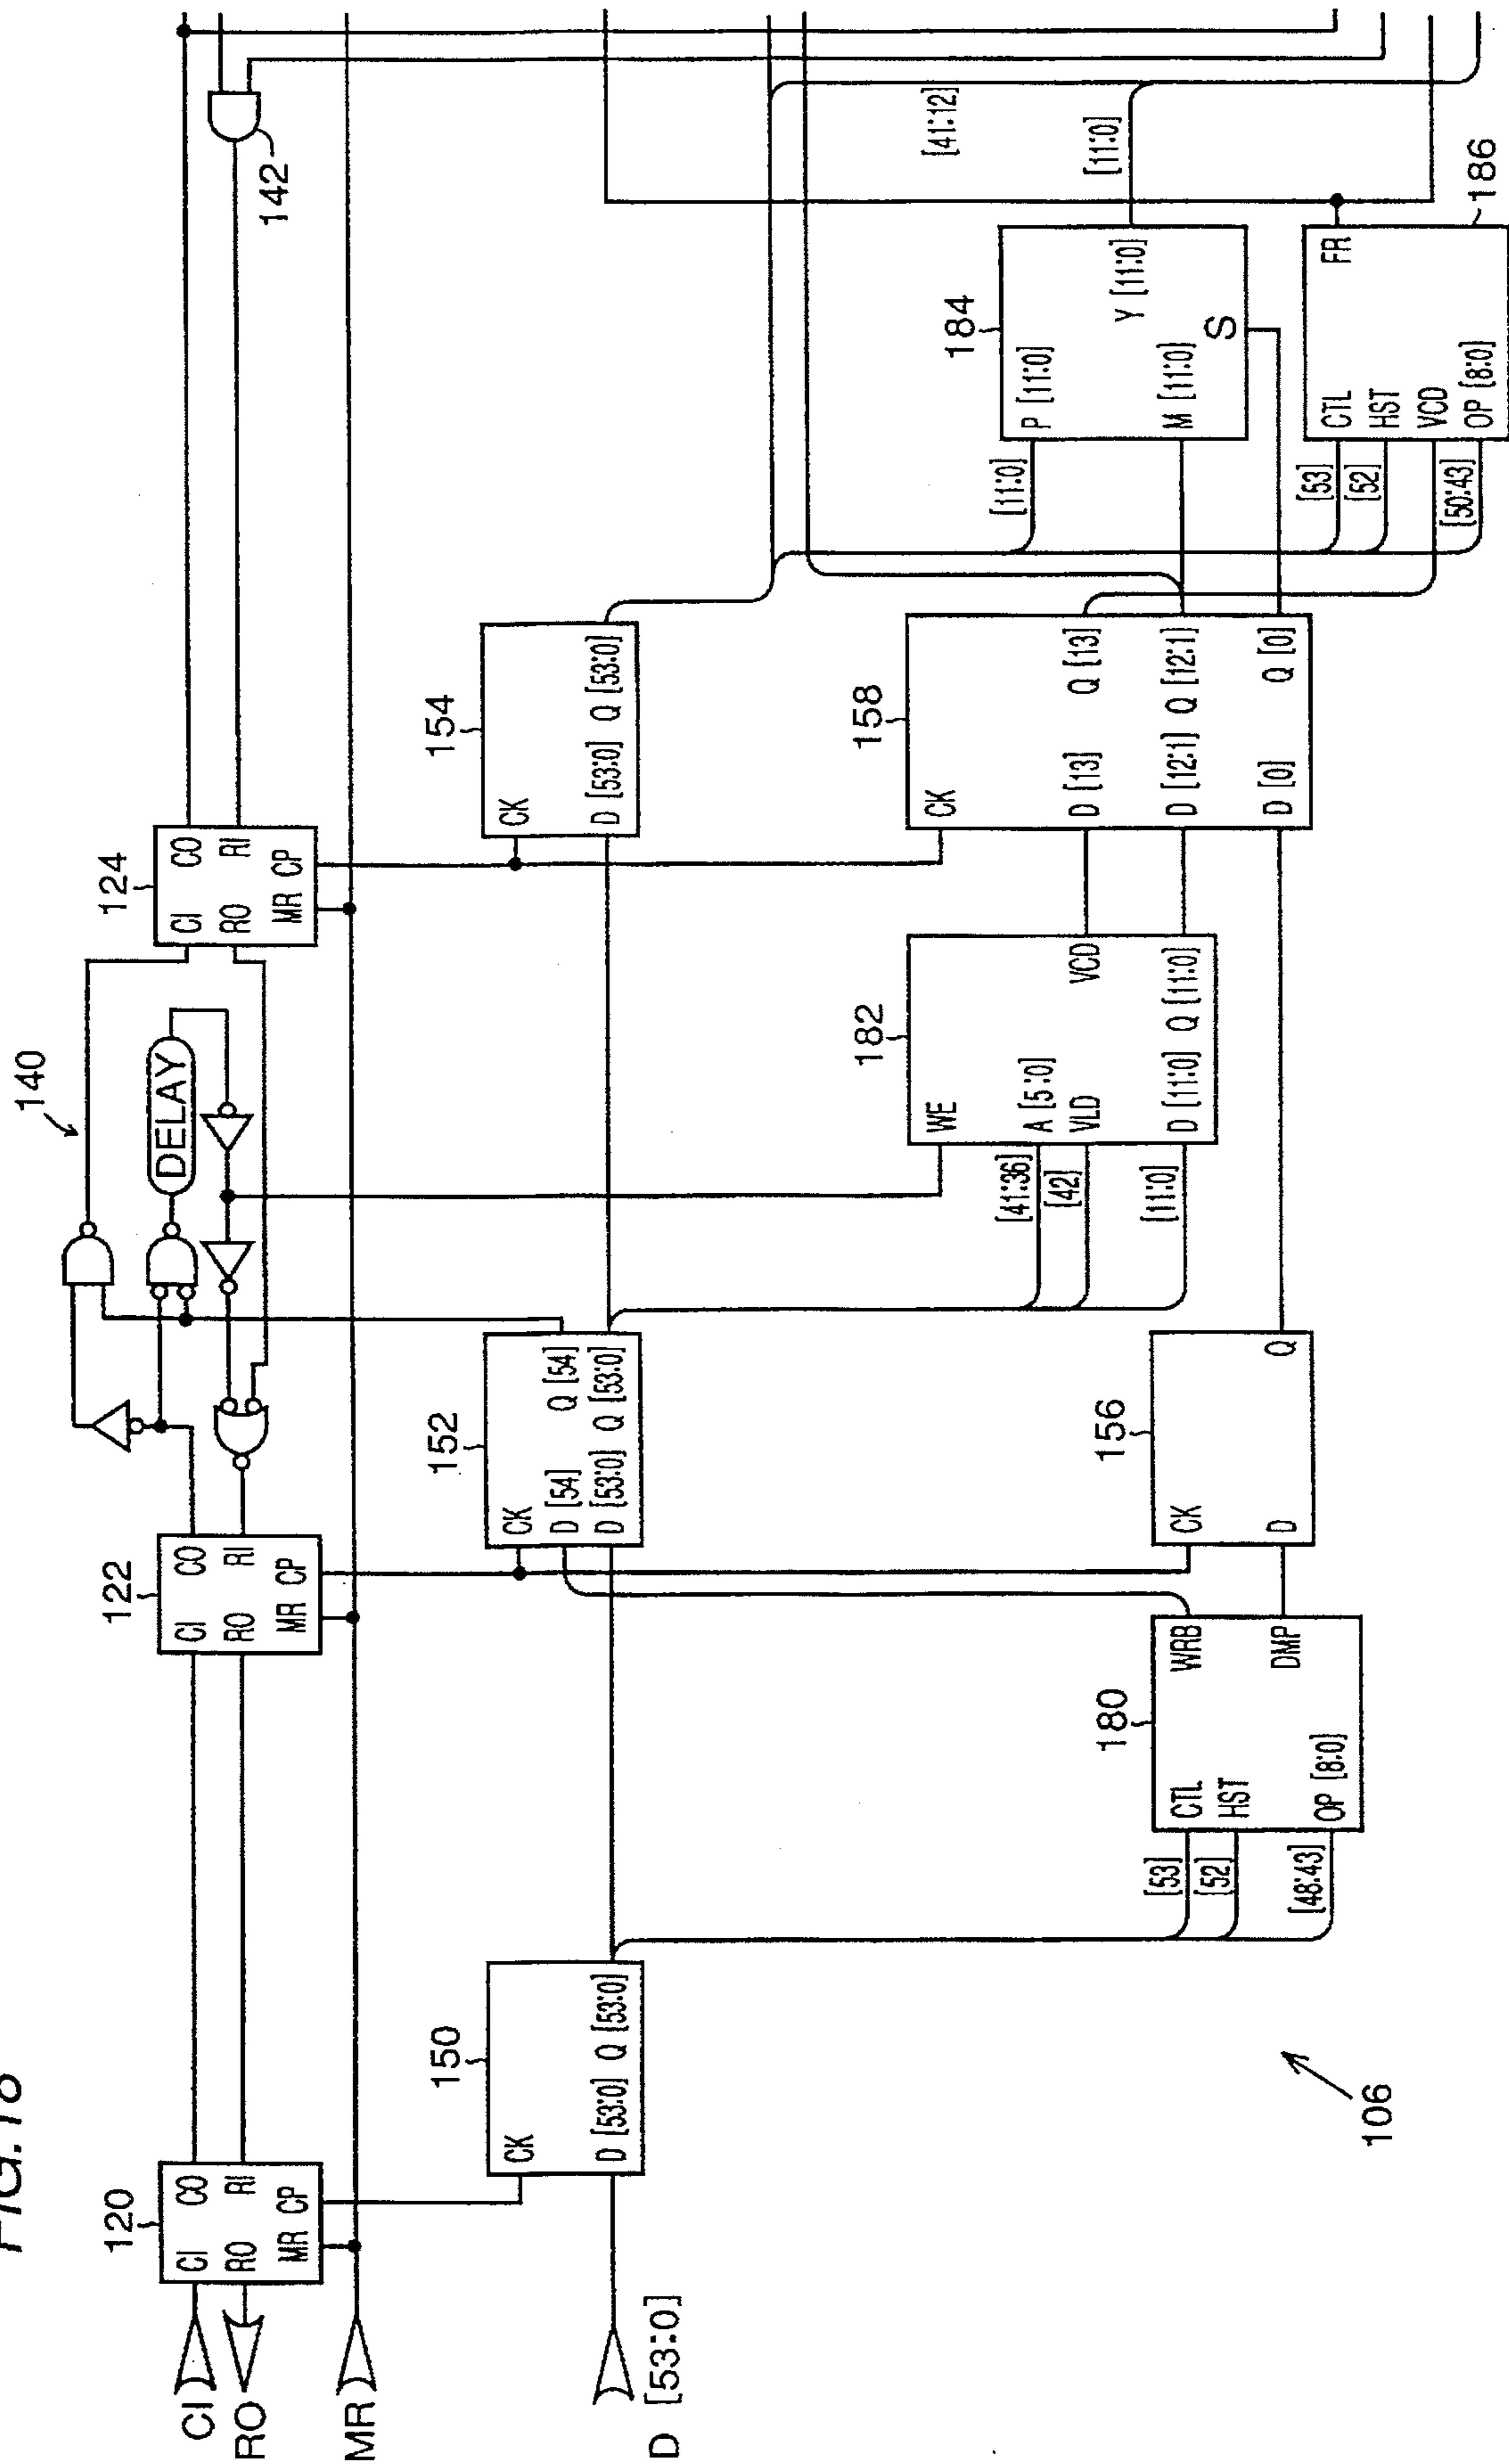 FIG. 18
140
142
120
CI
CO
RO
RI
MR
CP
122
CI
CO
RO
RI
MR
CP
DELAY
124
CI
CO
RO
RI
MR
CP
CI
RO
MR
150
CK
D [53:0]
Q [53:0]
152
CK
D [54]
Q [54]
D [53:0]
Q [53:0]
154
CK
D [53:0]
Q [53:0]
D [53:0]
[53]
[52]
[48:43]
180
CTL
WRB
HST
OP [8:0]
DMP
156
CK
D
Q
[41:36]
[42]
[11:0]
182
WE
A [5:0]
VLD
VCD
D [11:0]
Q [11:0]
158
CK
D [13]
Q [13]
D [12:1]
Q [12:1]
D [0]
Q [0]
[11:0]
184
P [11:0]
Y [11:0]
M [11:0]
S
[41:12]
[11:0]
[53]
[52]
[50:43]
CTL
FR
HST
VCD
OP [8:0]
186
106